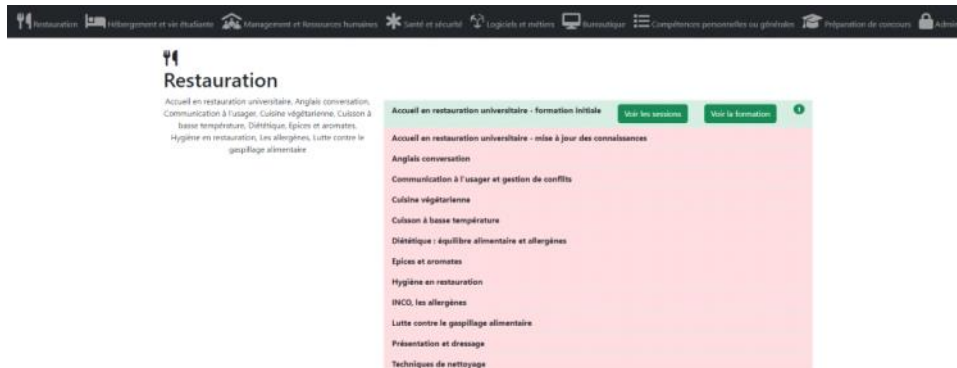 Restauration Hébergement et vie étudiante Management et Ressources humaines Santé et sécurité Logiciels et métiers Bureautique Compétences personnelles ou générales Préparation de concours Admin
Restauration
Accueil en restauration universitaire, Anglais conversation,
Communication à l'usager, Cuisine végétarienne, Cuisson à
basse température, Diététique, Epices et aromates,
Hygiène en restauration, Les allergènes, Lutte contre le
gaspillage alimentaire
Accueil en restauration universitaire - formation initiale Voir les sessions Voir la formation 1
Accueil en restauration universitaire - mise à jour des connaissances
Anglais conversation
Communication à l'usager et gestion de conflits
Cuisine végétarienne
Cuisson à basse température
Diététique : équilibre alimentaire et allergènes
Epices et aromates
Hygiène en restauration
INCO, les allergènes
Lutte contre le gaspillage alimentaire
Présentation et dressage
Techniques de nettoyage